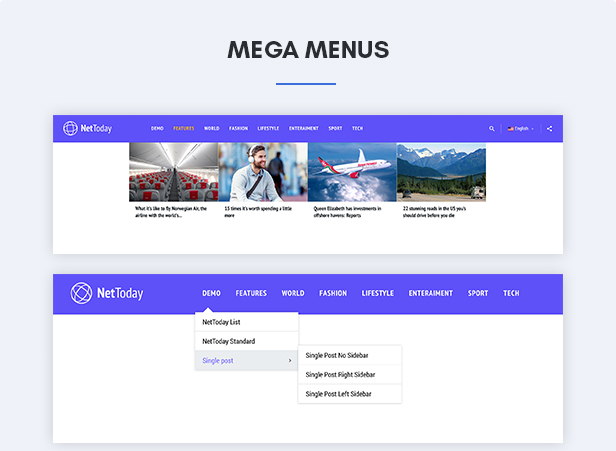 MEGA MENUS
NetToday DEMO FEATURES WORLD FASHION LIFESTYLE ENTERAIMENT SPORT TECH English
What it's like to fly Norwegian Air, the
airline with the world's...
15 times it's worth spending a little
more
Queen Elizabeth has investments in
offshore havens: Reports
22 stunning roads in the US you's
should drive before you die
NetToday DEMO FEATURES WORLD FASHION LIFESTYLE ENTERAIMENT SPORT TECH
NetToday List
NetToday Standard
Single post
Single Post No Sidebar
Single Post Right Sidebar
Single Post Left Sidebar